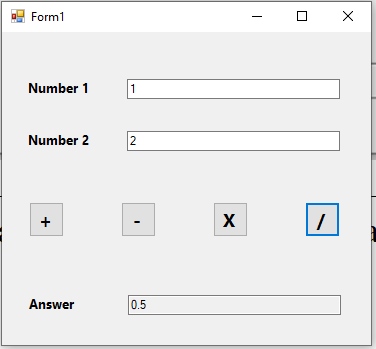 Form1
Number 1 1
Number 2 2
+ - X /
Answer 0.5